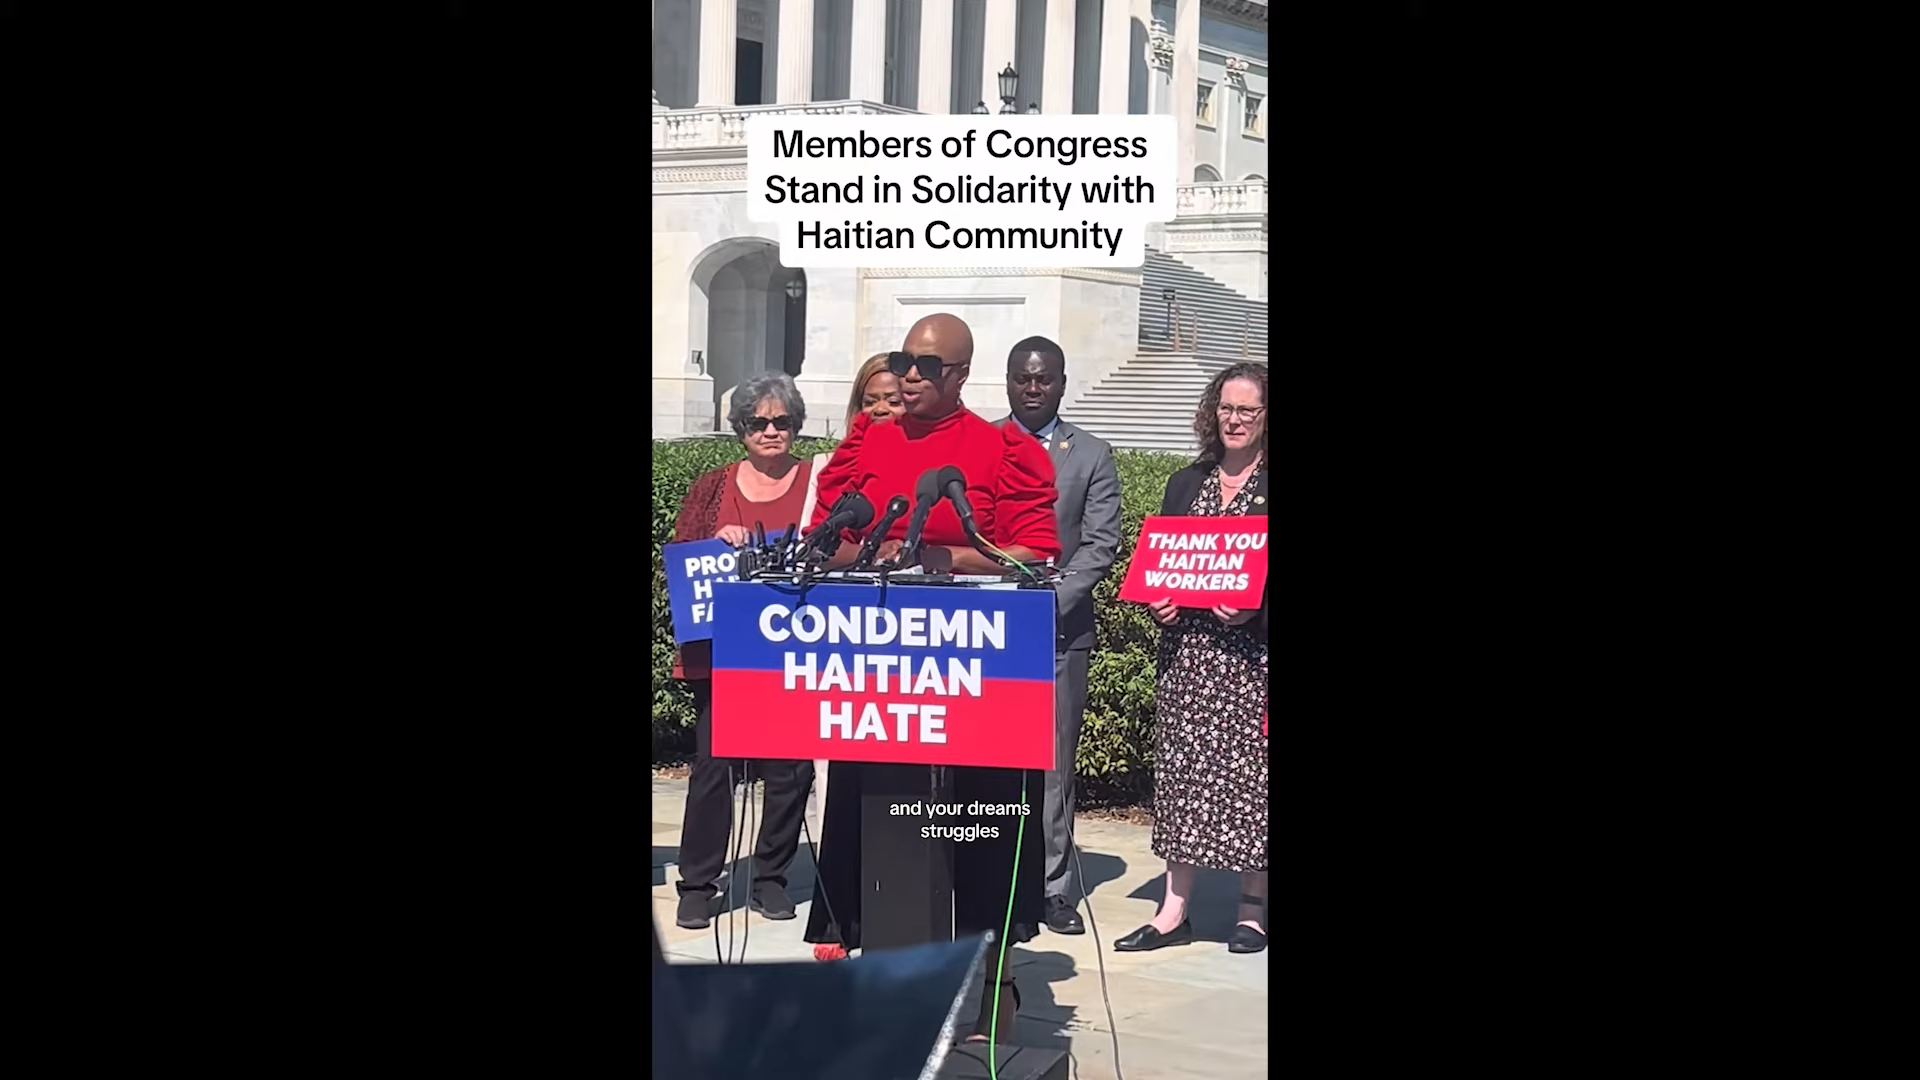 Members of Congress
Stand in Solidarity with
Haitian Community
THANK YOU
HAITIAN
WORKERS
CONDEMN
HAITIAN
HATE
and your dreams
struggles